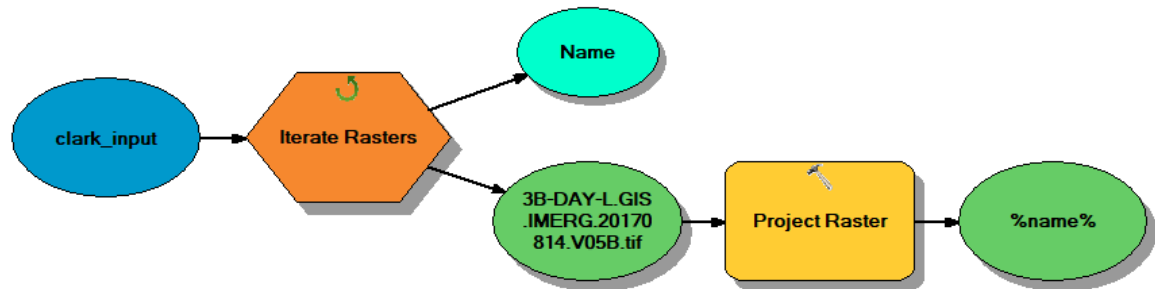 Name
clark_input
Iterate Rasters
3B-DAY-L.GIS
.IMERG.20170
814.V05B.tif
Project Raster
%name%